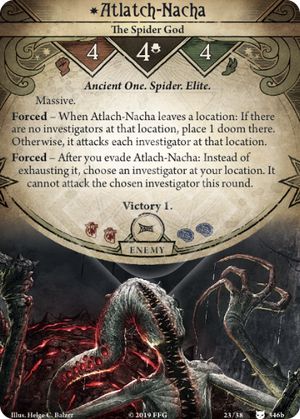 Atlatch-Nacha
The Spider God
4 4 4
Ancient One. Spider. Elite.
Massive.
Forced – When Atlach-Nacha leaves a location: If there
are no investigators at that location, place 1 doom there.
Otherwise, it attacks each investigator at that location.
Forced – After you evade Atlach-Nacha: Instead of
exhausting it, choose an investigator at your location. It
cannot attack the chosen investigator this round.
Victory 1.
ENEMY
Illus. Helge C. Balzer © 2019 FFG 23/38 346b